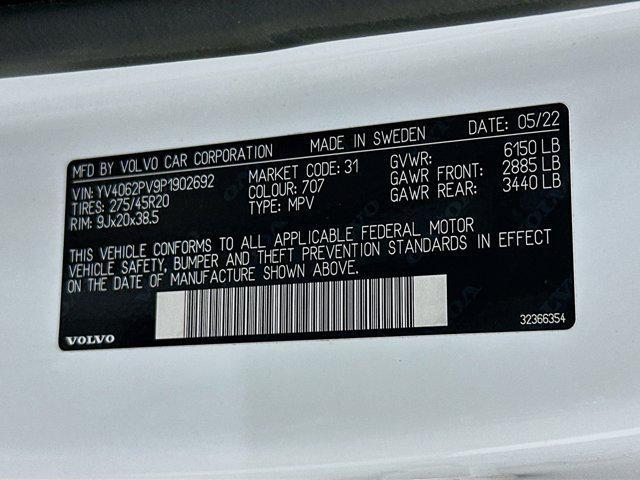 MFD BY VOLVO CAR CORPORATION MADE IN SWEDEN DATE: 05/22
VIN: YV4062PV9P1902692 MARKET CODE: 31 GVWR: 6150 LB
TIRES: 275/45R20 COLOUR: 707 GAWR FRONT: 2885 LB
RIM: 9Jx20x38.5 TYPE: MPV GAWR REAR: 3440 LB
THIS VEHICLE CONFORMS TO ALL APPLICABLE FEDERAL MOTOR
VEHICLE SAFETY, BUMPER AND THEFT PREVENTION STANDARDS IN EFFECT
ON THE DATE OF MANUFACTURE SHOWN ABOVE.
VOLVO 32366354